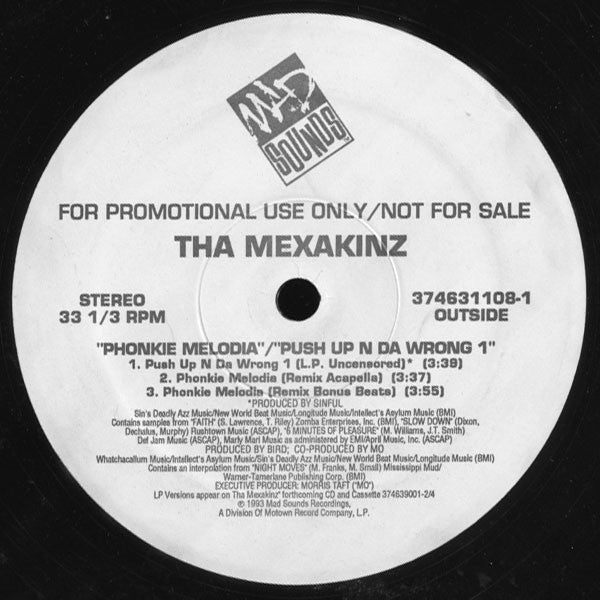 MAD
SOUNDS
FOR PROMOTIONAL USE ONLY/NOT FOR SALE
THA MEXAKINZ
STEREO
33 1/3 RPM
374631108-1
OUTSIDE
"PHONKIE MELODIA"/"PUSH UP N DA WRONG 1"
1. Push Up N Da Wrong 1 (L.P. Uncensored)* (3:39)
2. Phonkie Melodie (Remix Acapella) (3:37)
3. Phonkie Melodia (Remix Bonus Beats) (3:55)
*PRODUCED BY SINFUL
Sin's Deadly Azz Music/New World Beat Music/Longitude Music/Intellect's Asylum Music (BMI)
Contains samples from "FAITH" (S. Lawrence, T. Riley) Zomba Enterprises, Inc. (BMI), "SLOW DOWN" (Dixon,
Dechalus, Murphy) Rushtown Music (ASCAP), "6 MINUTES OF PLEASURE" (M. Williams, J.T. Smith)
Def Jam Music (ASCAP), Marly Marl Music as administered by EMI/April Music, Inc. (ASCAP)
PRODUCED BY BIRD; CO-PRODUCED BY MO
Whatchacallum Music/Intellect's Asylum Music/Sin's Deadly Azz Music/New World Beat Music/Longitude Music (BMI)
Contains an interpolation from "NIGHT MOVES" (M. Franks, M. Small) Mississippi Mud/
Warner-Tamerlane Publishing Corp. (BMI)
EXECUTIVE PRODUCER: MORRIS TAFT ("MO")
LP Versions appear on Tha Mexakinz' forthcoming CD and Cassette 374639001-2/4
℗ © 1993 Mad Sounds Recordings,
A Division Of Motown Record Company, L.P.